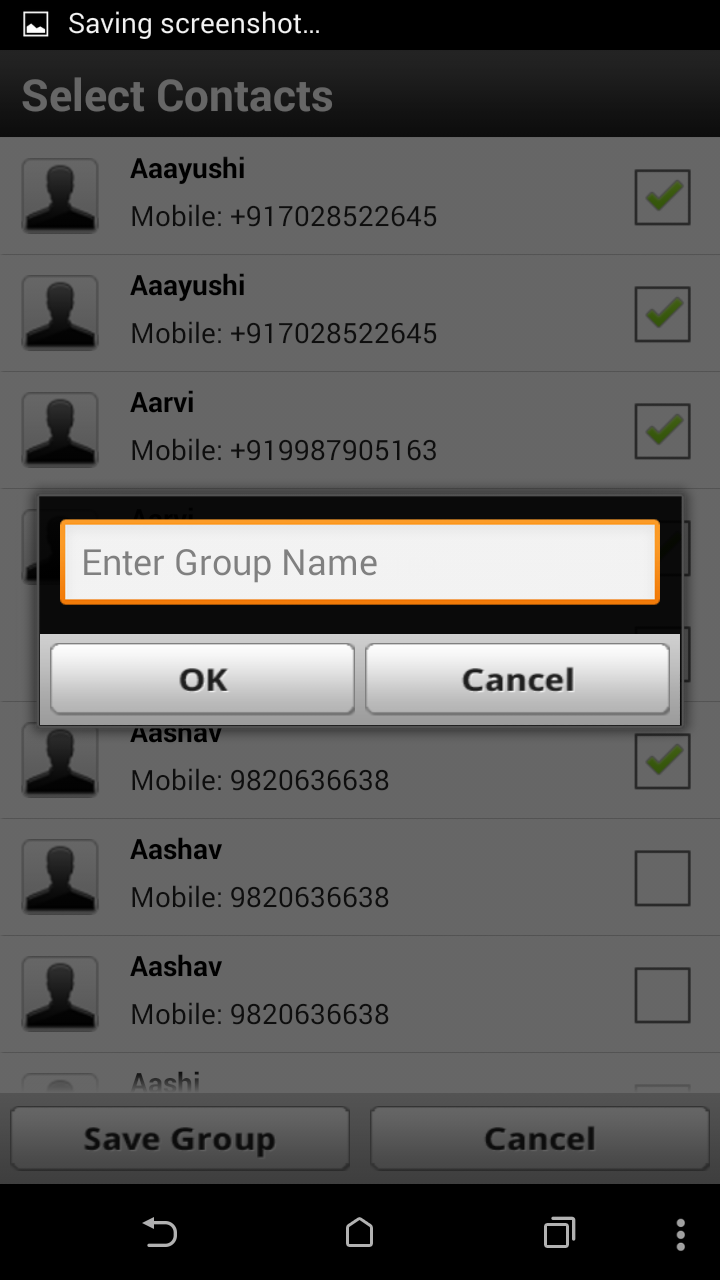 Saving screenshot...
Select Contacts
Aaayushi
Mobile: +917028522645
Aaayushi
Mobile: +917028522645
Aarvi
Mobile: +919987905163
Aarvi
Enter Group Name
OK Cancel
Aashav
Mobile: 9820636638
Aashav
Mobile: 9820636638
Aashav
Mobile: 9820636638
Aashi
Save Group Cancel